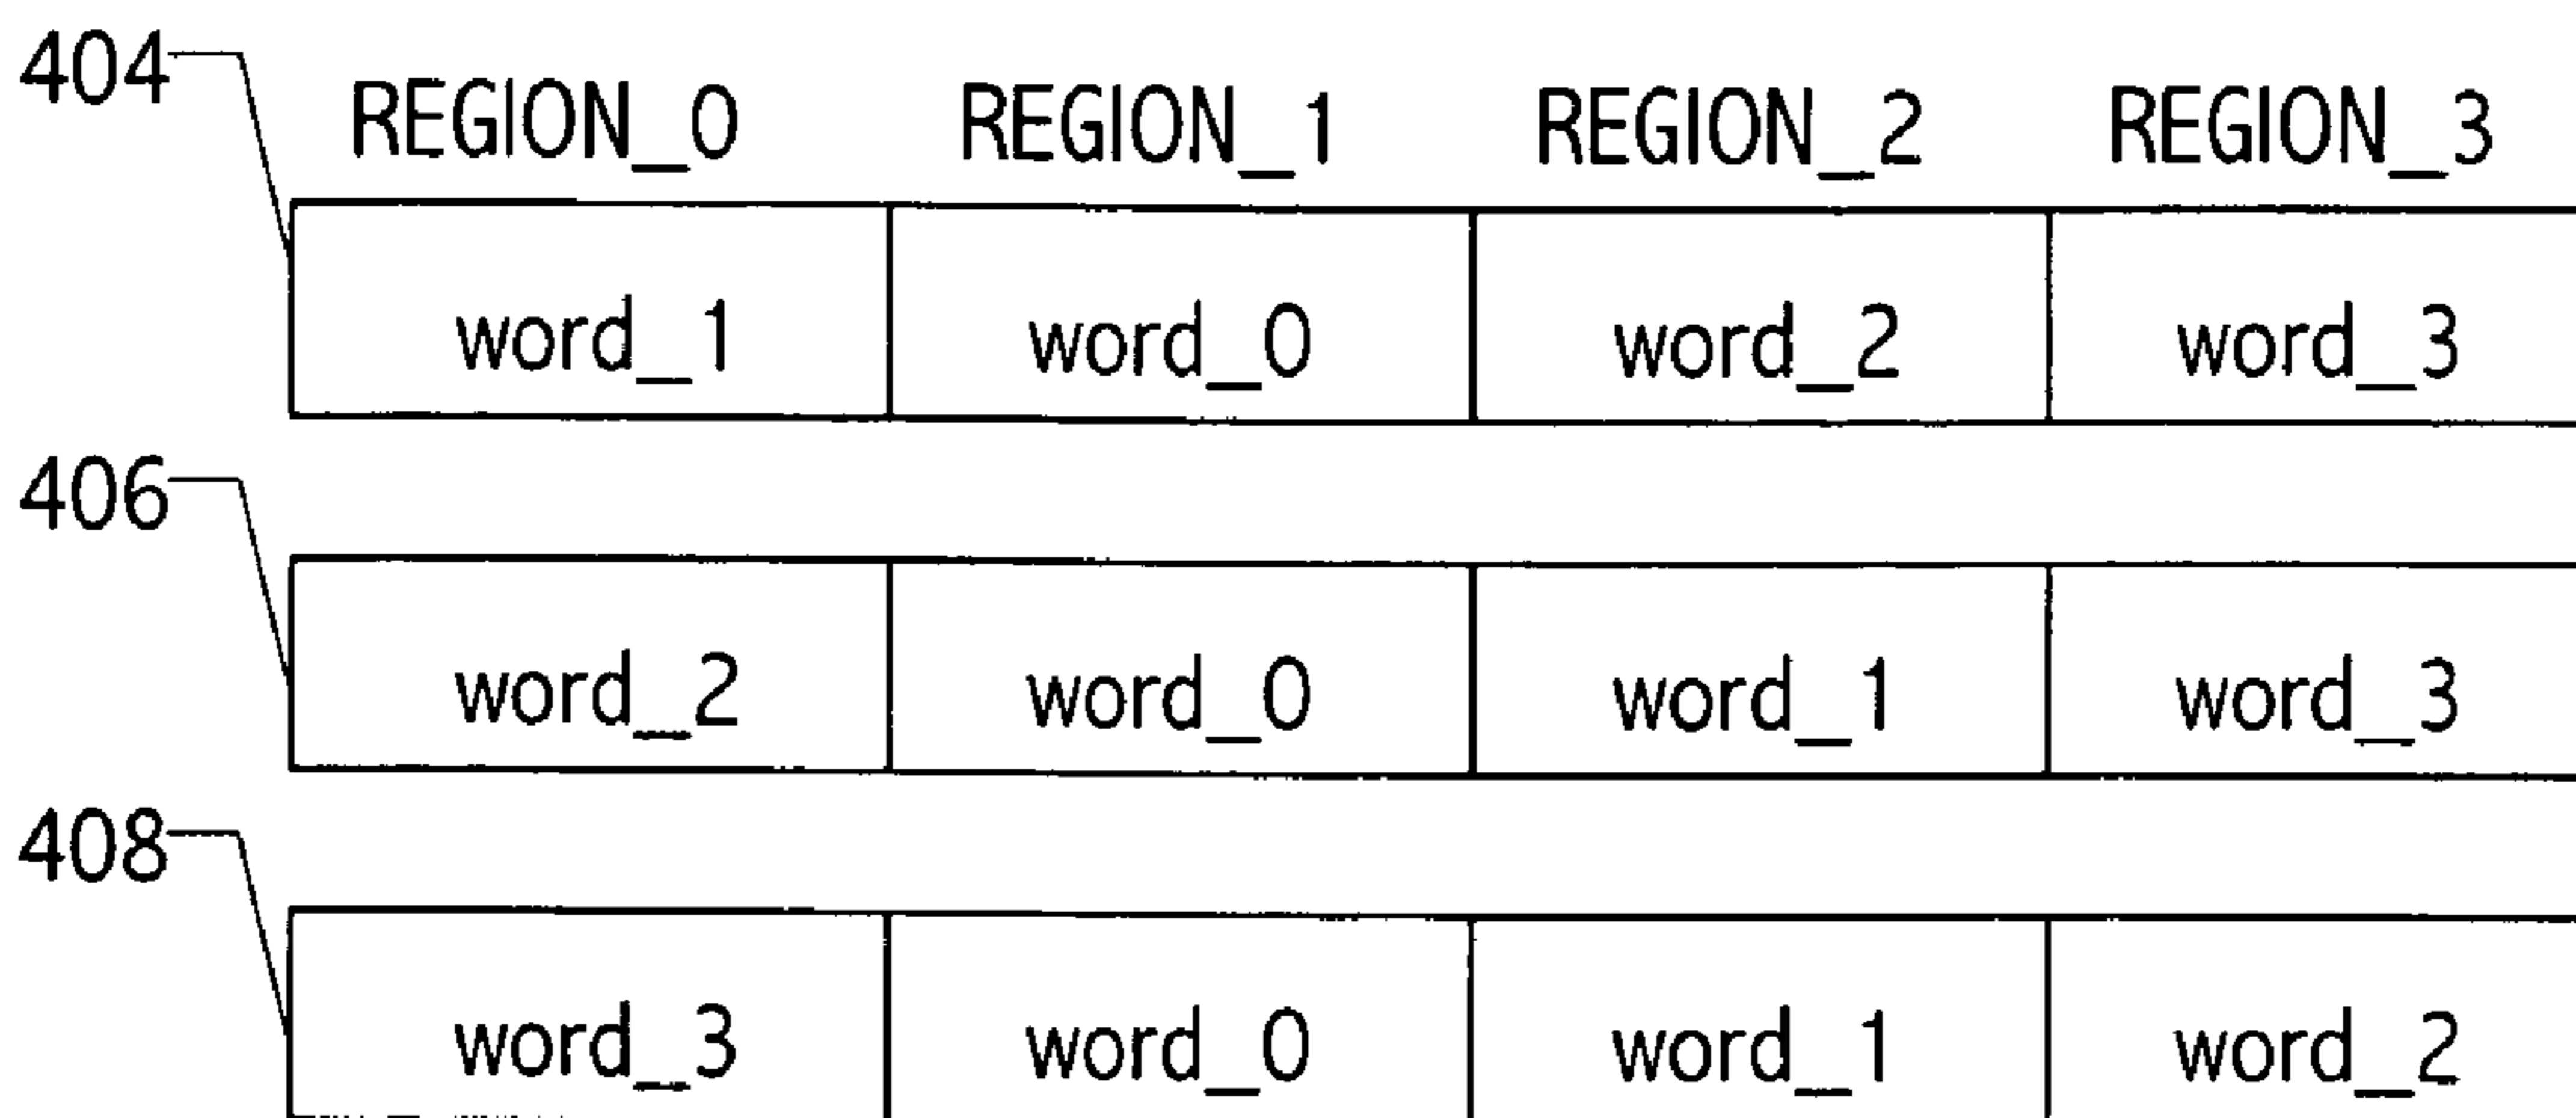 404
REGION_0 REGION_1 REGION_2 REGION_3
word_1 word_0 word_2 word_3
406
word_2 word_0 word_1 word_3
408
word_3 word_0 word_1 word_2